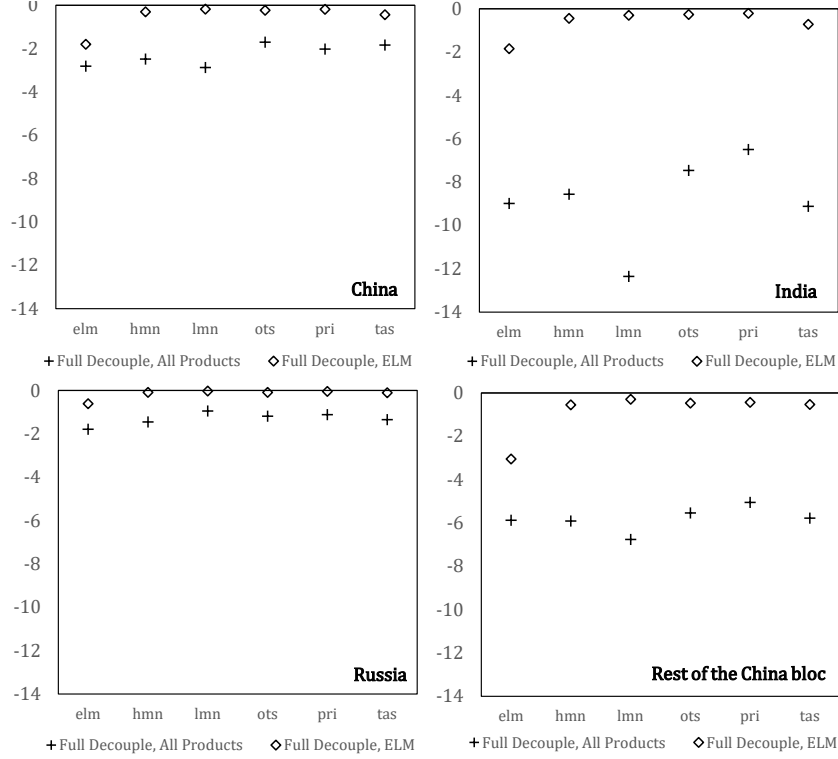 0
-2
-4
-6
-8
-10
-12
-14
China
elm hmn lmn ots pri tas
+ Full Decouple, All Products ◇ Full Decouple, ELM
0
-2
-4
-6
-8
-10
-12
-14
India
elm hmn lmn ots pri tas
+ Full Decouple, All Products ◇ Full Decouple, ELM
0
-2
-4
-6
-8
-10
-12
-14
Russia
elm hmn lmn ots pri tas
+ Full Decouple, All Products ◇ Full Decouple, ELM
0
-2
-4
-6
-8
-10
-12
-14
Rest of the China bloc
elm hmn lmn ots pri tas
+ Full Decouple, All Products ◇ Full Decouple, ELM